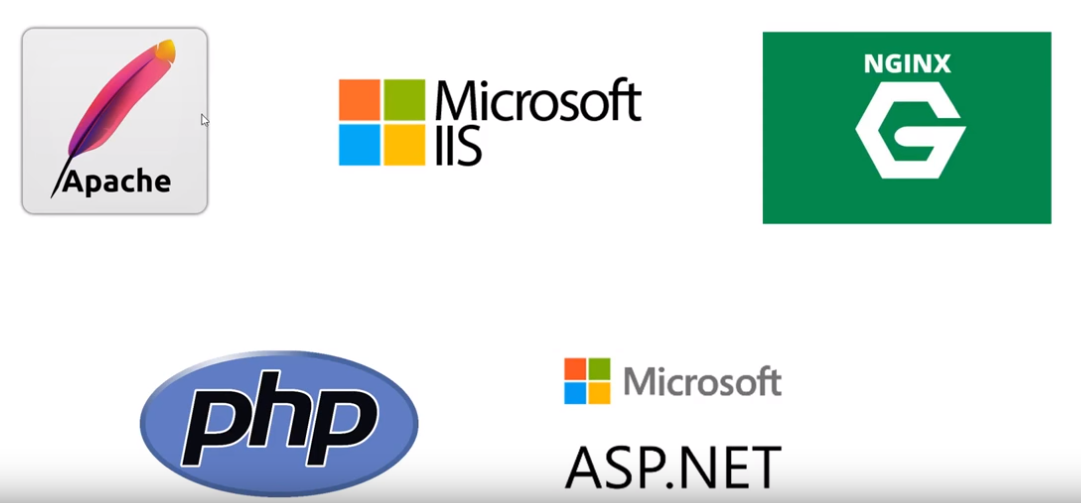 Apache
Microsoft
IIS
NGINX
php
Microsoft
ASP.NET